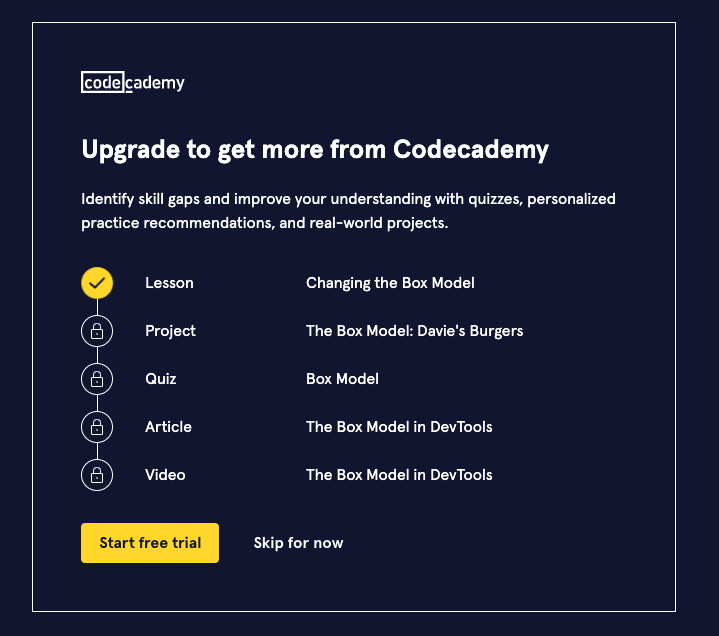 codecademy
Upgrade to get more from Codecademy
Identify skill gaps and improve your understanding with quizzes, personalized
practice recommendations, and real-world projects.
Lesson Changing the Box Model
Project The Box Model: Davie's Burgers
Quiz Box Model
Article The Box Model in DevTools
Video The Box Model in DevTools
Start free trial Skip for now